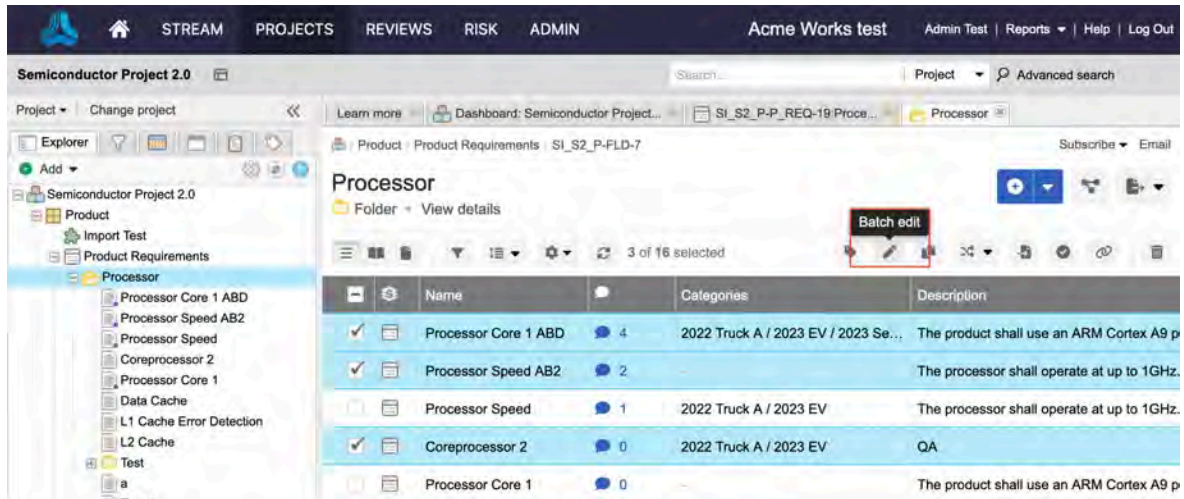 STREAM PROJECTS REVIEWS RISK ADMIN Acme Works test Admin Test | Reports | Help | Log Out
Semiconductor Project 2.0 Search... Project Advanced search
Project Change project Learn more Dashboard: Semiconductor Project... SI_S2_P-P_REQ-19 Proce... Processor
Explorer Product Product Requirements SI_S2_P-FLD-7 Subscribe Email
Add
Semiconductor Project 2.0
Product
Import Test
Product Requirements
Processor
Processor Core 1 ABD
Processor Speed AB2
Processor Speed
Coreprocessor 2
Processor Core 1
Data Cache
L1 Cache Error Detection
L2 Cache
Test
a
Processor
Folder View details
Batch edit
3 of 16 selected
Name Categories Description
Processor Core 1 ABD 4 2022 Truck A / 2023 EV / 2023 Se... The product shall use an ARM Cortex A9 p
Processor Speed AB2 2 - The processor shall operate at up to 1GHz.
Processor Speed 1 2022 Truck A / 2023 EV The processor shall operate at up to 1GHz.
Coreprocessor 2 0 2022 Truck A / 2023 EV QA
Processor Core 1 0 - The product shall use an ARM Cortex A9 p